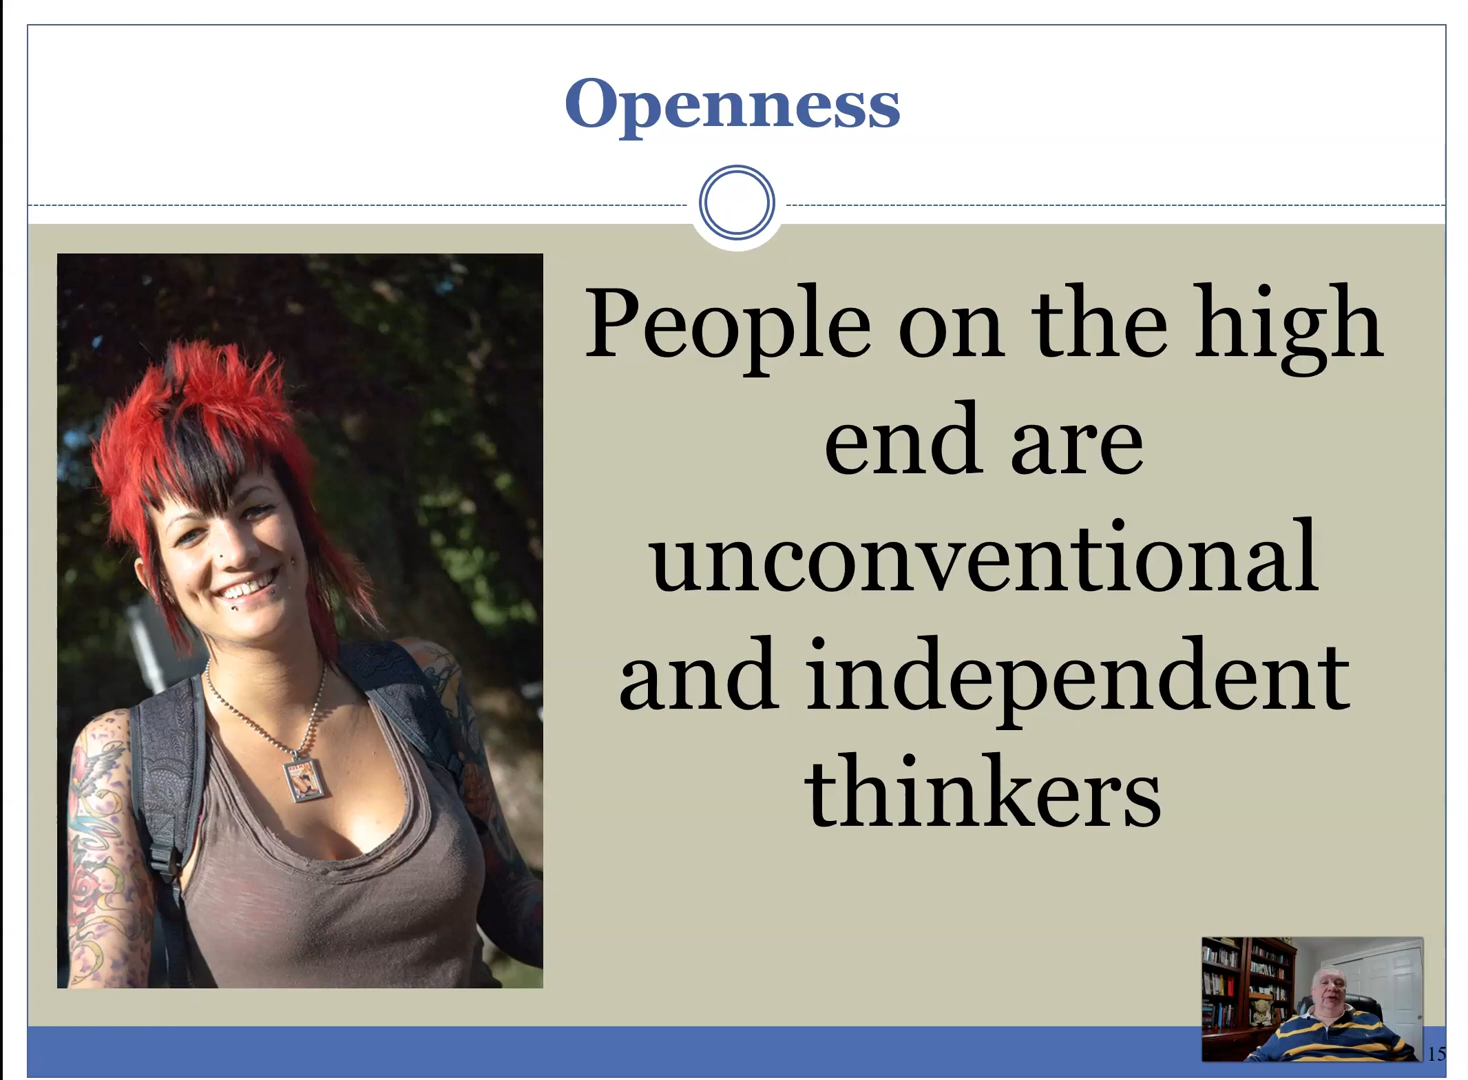 Openness
People on the high
end are
unconventional
and independent
thinkers
15